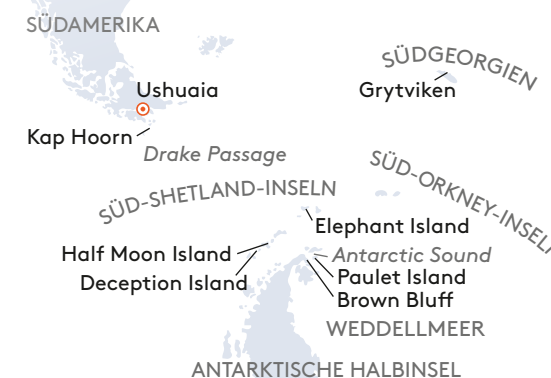 SÜDAMERIKA
SÜDGEORGIEN
Ushuaia
Grytviken
Kap Hoorn
Drake Passage
SÜD-SHETLAND-INSELN
SÜD-ORKNEY-INSEL
Elephant Island
Half Moon Island
Antarctic Sound
Deception Island
Paulet Island
Brown Bluff
WEDDELLMEER
ANTARKTISCHE HALBINSEL